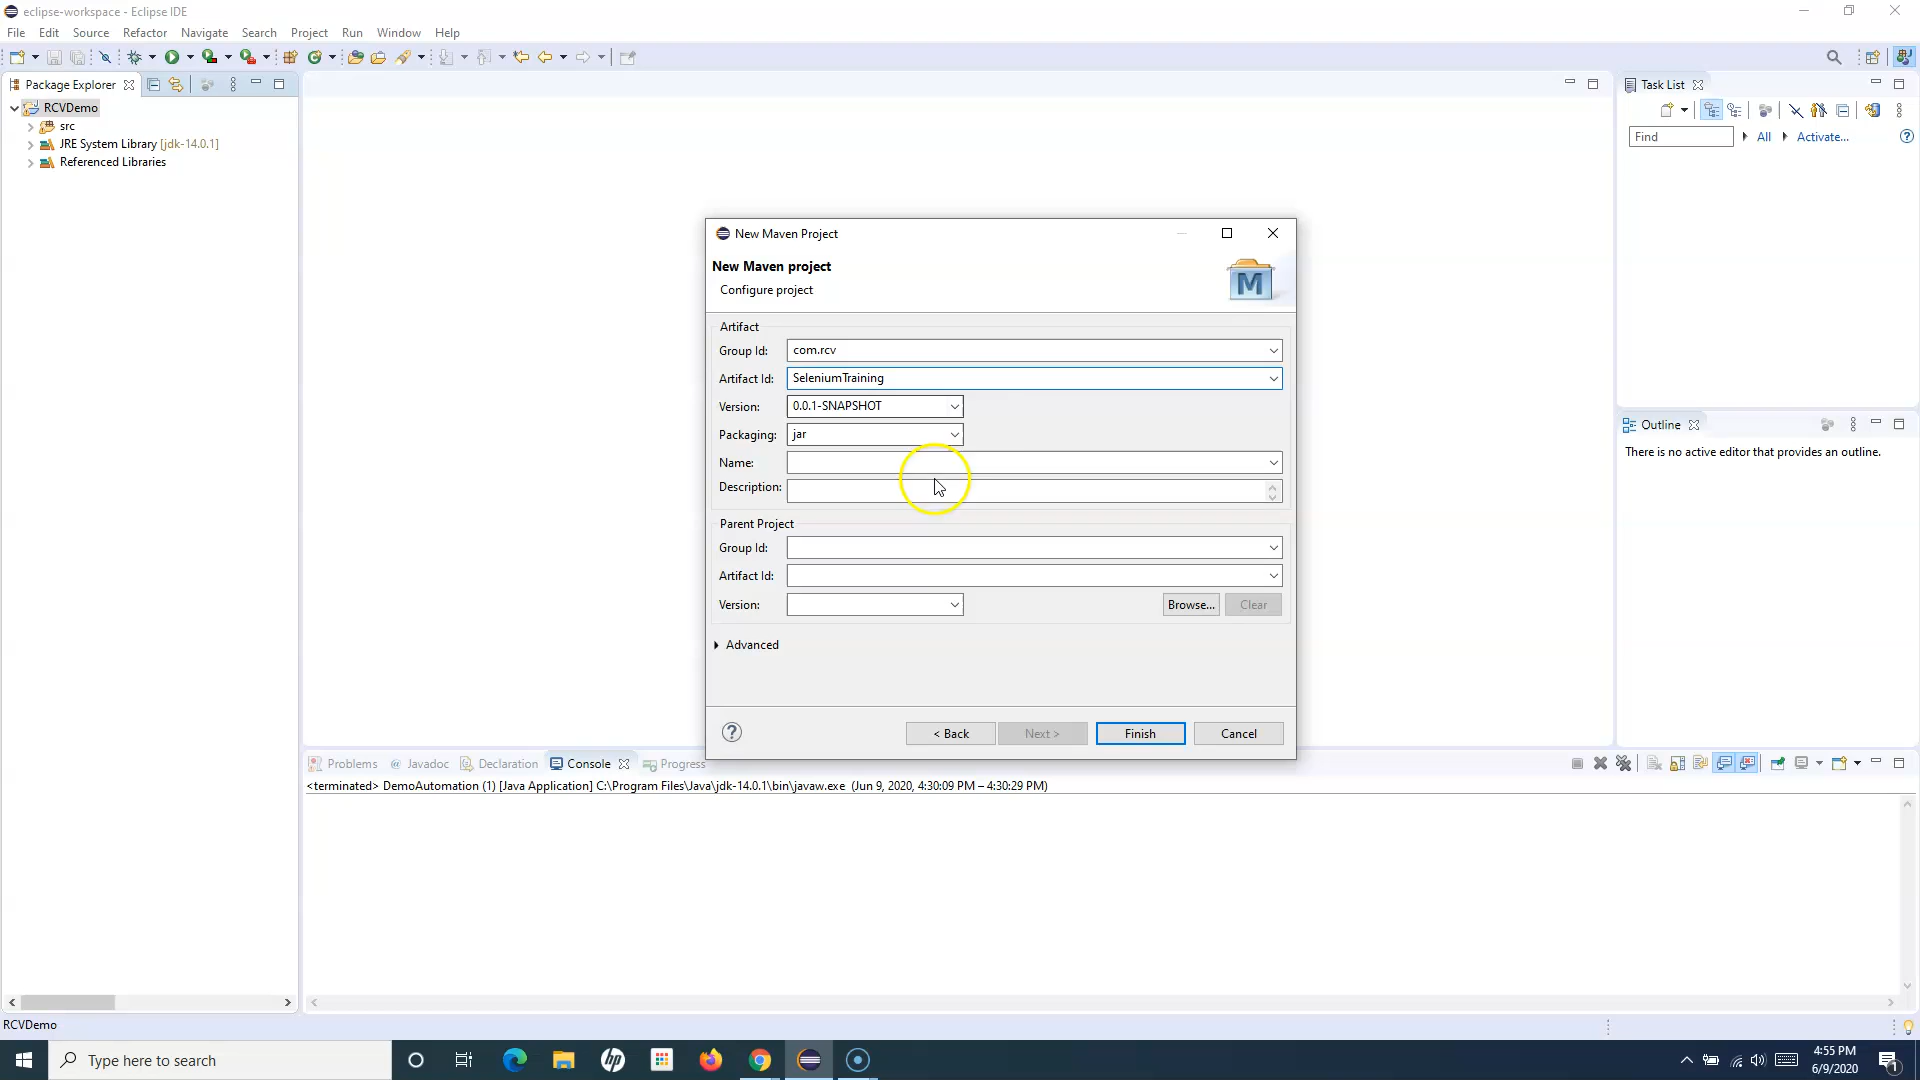 eclipse-workspace - Eclipse IDE
File Edit Source Refactor Navigate Search Project Run Window Help
Package Explorer
RCVDemo
src
JRE System Library [jdk-14.0.1]
Referenced Libraries
Task List
Find All Activate...
Outline
There is no active editor that provides an outline.
New Maven Project
New Maven project
Configure project
M
Artifact
Group Id: com.rcv
Artifact Id: SeleniumTraining
Version: 0.0.1-SNAPSHOT
Packaging: jar
Name:
Description:
Parent Project
Group Id:
Artifact Id:
Version: Browse... Clear
Advanced
? < Back Next > Finish Cancel
Problems @ Javadoc Declaration Console Progress
<terminated> DemoAutomation (1) [Java Application] C:\Program Files\Java\jdk-14.0.1\bin\javaw.exe (Jun 9, 2020, 4:30:09 PM – 4:30:29 PM)
RCVDemo
Type here to search
hp
4:55 PM
6/9/2020
1